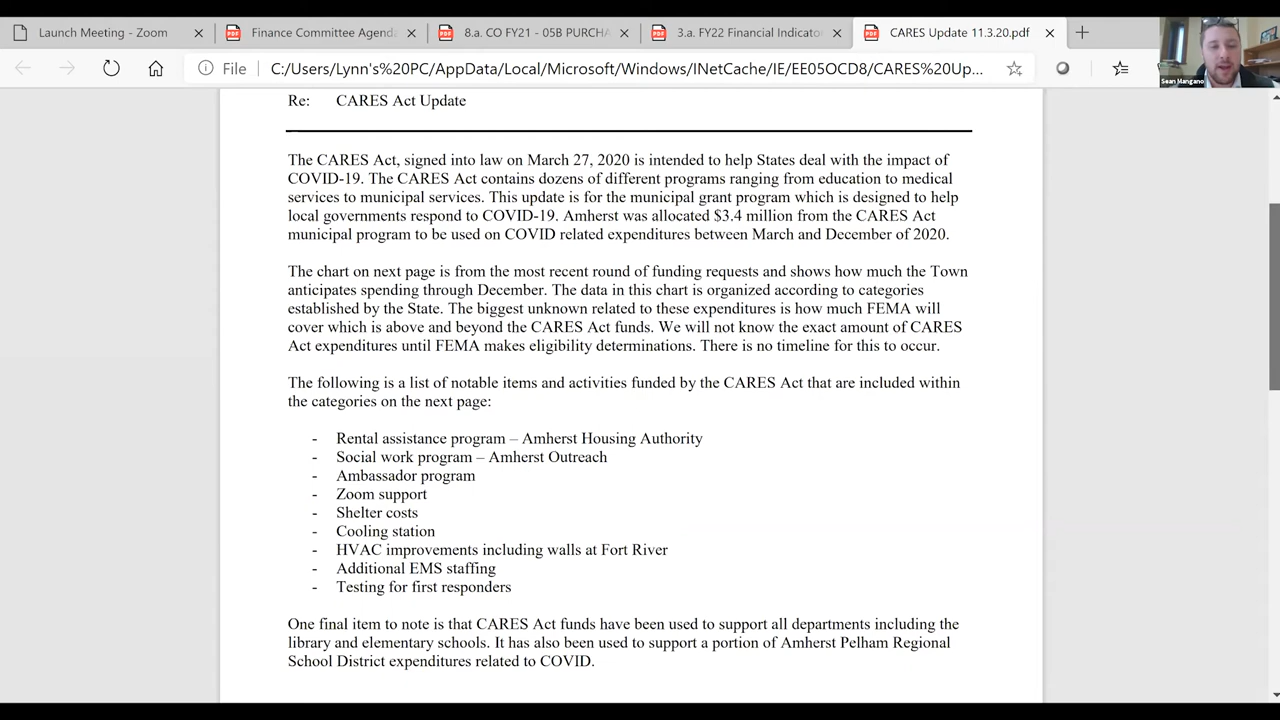 Launch Meeting - Zoom
Finance Committee Agenda
8.a. CO FY21 - 05B PURCHA
3.a. FY22 Financial Indicator
CARES Update 11.3.20.pdf
File
C:/Users/Lynn's%20PC/AppData/Local/Microsoft/Windows/INetCache/IE/EE05OCD8/CARES%20Up...
Sean Mangano
Re: CARES Act Update
The CARES Act, signed into law on March 27, 2020 is intended to help States deal with the impact of
COVID-19. The CARES Act contains dozens of different programs ranging from education to medical
services to municipal services. This update is for the municipal grant program which is designed to help
local governments respond to COVID-19. Amherst was allocated $3.4 million from the CARES Act
municipal program to be used on COVID related expenditures between March and December of 2020.
The chart on next page is from the most recent round of funding requests and shows how much the Town
anticipates spending through December. The data in this chart is organized according to categories
established by the State. The biggest unknown related to these expenditures is how much FEMA will
cover which is above and beyond the CARES Act funds. We will not know the exact amount of CARES
Act expenditures until FEMA makes eligibility determinations. There is no timeline for this to occur.
The following is a list of notable items and activities funded by the CARES Act that are included within
the categories on the next page:
- Rental assistance program – Amherst Housing Authority
- Social work program – Amherst Outreach
- Ambassador program
- Zoom support
- Shelter costs
- Cooling station
- HVAC improvements including walls at Fort River
- Additional EMS staffing
- Testing for first responders
One final item to note is that CARES Act funds have been used to support all departments including the
library and elementary schools. It has also been used to support a portion of Amherst Pelham Regional
School District expenditures related to COVID.